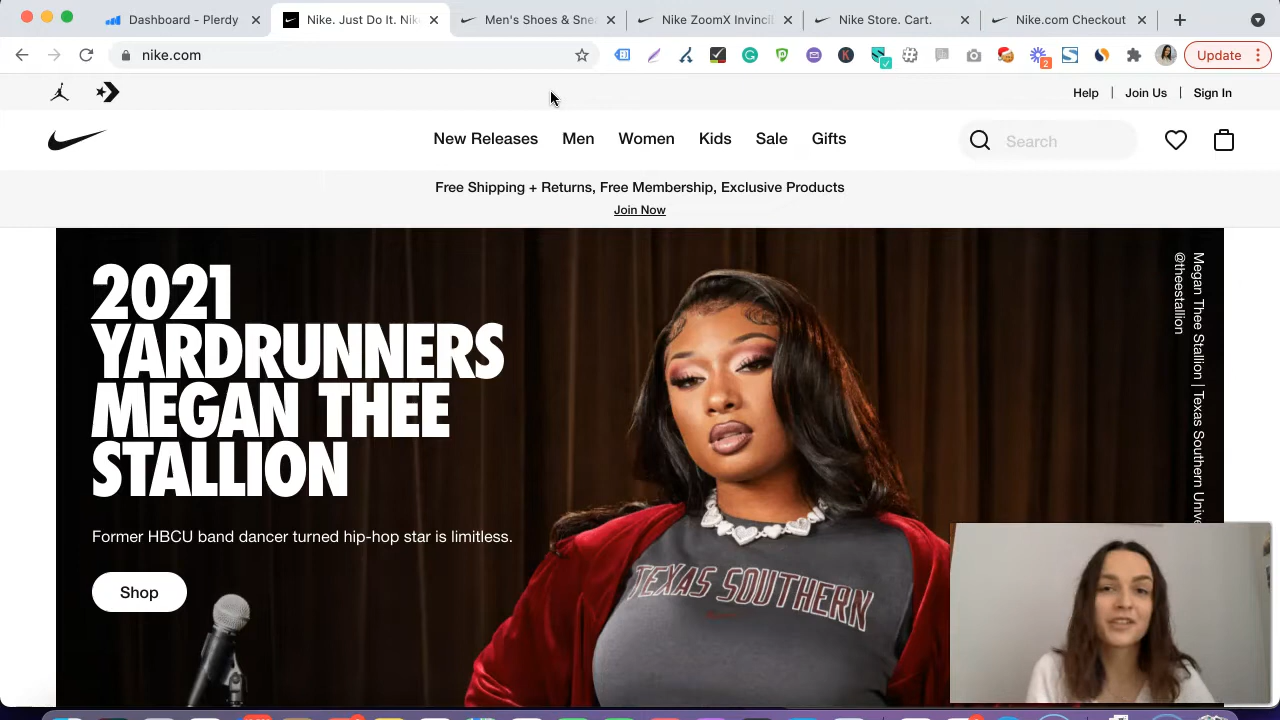 Dashboard - Plerdy
Nike. Just Do It. Nik
Men's Shoes & Snea
Nike ZoomX Invincib
Nike Store. Cart.
Nike.com Checkout
nike.com
2
Update
Help | Join Us | Sign In
New Releases Men Women Kids Sale Gifts
Search
Free Shipping + Returns, Free Membership, Exclusive Products
Join Now
2021
YARDRUNNERS
MEGAN THEE
STALLION
Former HBCU band dancer turned hip-hop star is limitless.
Shop
Megan Thee Stallion | Texas Southern Unive
@theestallion
TEXAS SOUTHERN